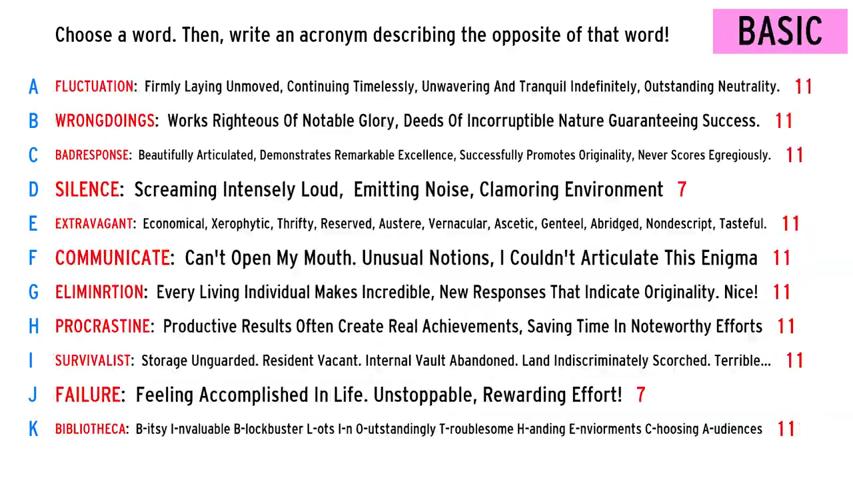 Choose a word. Then, write an acronym describing the opposite of that word!
BASIC
A FLUCTUATION: Firmly Laying Unmoved, Continuing Timelessly, Unwavering And Tranquil Indefinitely, Outstanding Neutrality. 11
B WRONGDOINGS: Works Righteous Of Notable Glory, Deeds Of Incorruptible Nature Guaranteeing Success. 11
C BADRESPONSE: Beautifully Articulated, Demonstrates Remarkable Excellence, Successfully Promotes Originality, Never Scores Egregiously. 11
D SILENCE: Screaming Intensely Loud, Emitting Noise, Clamoring Environment 7
E EXTRAVAGANT: Economical, Xerophytic, Thrifty, Reserved, Austere, Vernacular, Ascetic, Genteel, Abridged, Nondescript, Tasteful. 11
F COMMUNICATE: Can't Open My Mouth. Unusual Notions, I Couldn't Articulate This Enigma 11
G ELIMINRTION: Every Living Individual Makes Incredible, New Responses That Indicate Originality. Nice! 11
H PROCRASTINE: Productive Results Often Create Real Achievements, Saving Time In Noteworthy Efforts 11
I SURVIVALIST: Storage Unguarded. Resident Vacant. Internal Vault Abandoned. Land Indiscriminately Scorched. Terrible... 11
J FAILURE: Feeling Accomplished In Life. Unstoppable, Rewarding Effort! 7
K BIBLIOTHECA: B-itsy I-nvaluable B-lockbuster L-ots I-n O-utstandingly T-roublesome H-anding E-nviorments C-hoosing A-udiences 11